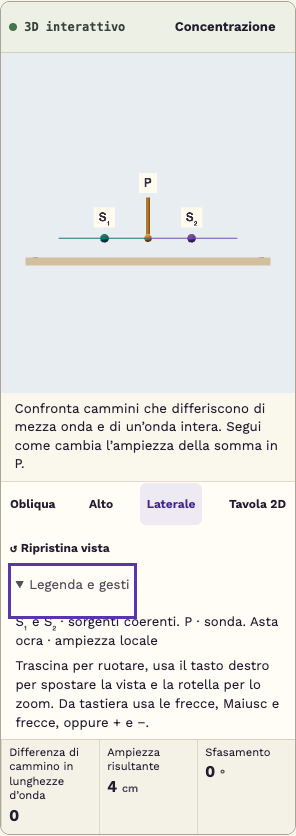 3D interattivo
Concentrazione
P
S₁
S₂
Confronta cammini che differiscono di
mezza onda e di un’onda intera. Segui
come cambia l’ampiezza della somma in
P.
Obliqua
Alto
Laterale
Tavola 2D
↺ Ripristina vista
▼ Legenda e gesti
S₁ e S₂ · sorgenti coerenti. P · sonda. Asta
ocra · ampiezza locale
Trascina per ruotare, usa il tasto destro
per spostare la vista e la rotella per lo
zoom. Da tastiera usa le frecce, Maiusc e
frecce, oppure + e −.
Differenza di
cammino in
lunghezze
d’onda
0
Ampiezza
risultante
4 cm
Sfasamento
0 °